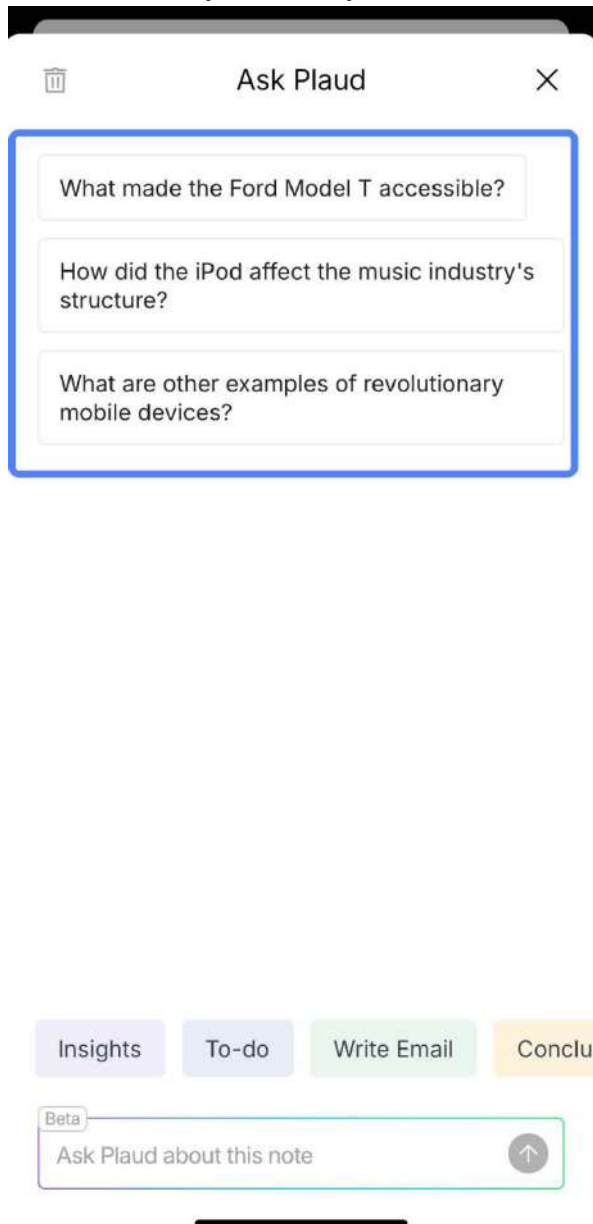 Ask Plaud
What made the Ford Model T accessible?
How did the iPod affect the music industry's
structure?
What are other examples of revolutionary
mobile devices?
Insights To-do Write Email Conclu
Beta
Ask Plaud about this note